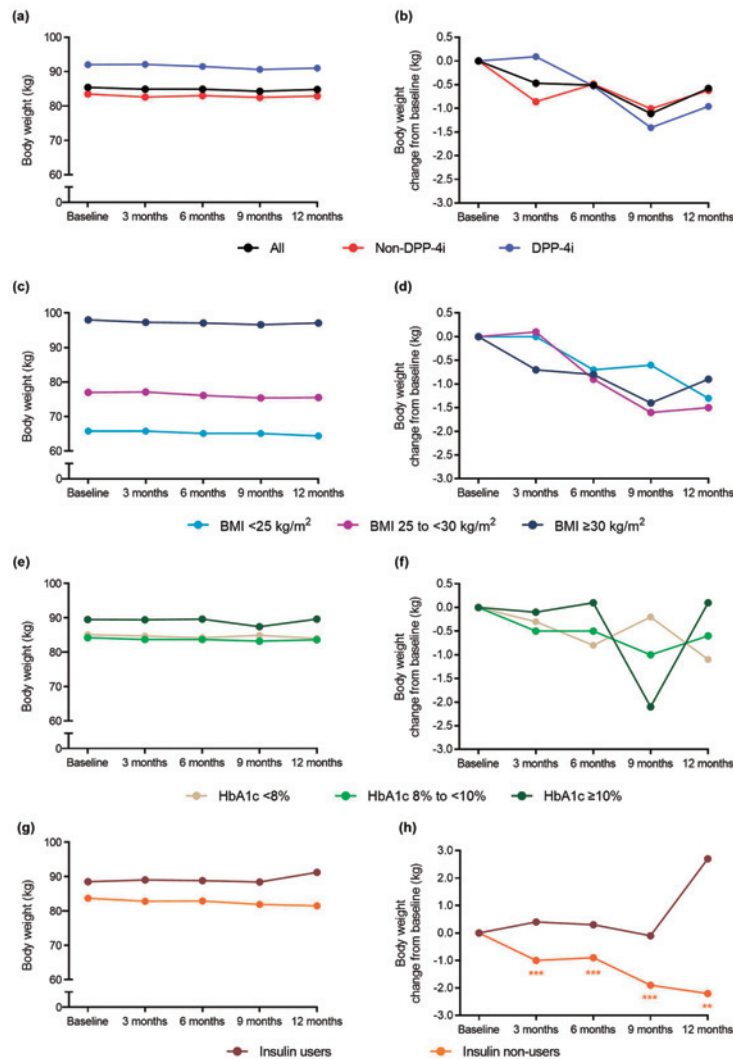 (a)
Body weight (kg)
100
90
80
70
60
0
Baseline 3 months 6 months 9 months 12 months
(b)
Body weight
change from baseline (kg)
0.5
0.0
-0.5
-1.0
-1.5
-2.0
-2.5
-3.0
Baseline 3 months 6 months 9 months 12 months
All Non-DPP-4i DPP-4i
(c)
Body weight (kg)
100
90
80
70
60
0
Baseline 3 months 6 months 9 months 12 months
(d)
Body weight
change from baseline (kg)
0.5
0.0
-0.5
-1.0
-1.5
-2.0
-2.5
-3.0
Baseline 3 months 6 months 9 months 12 months
BMI <25 kg/m² BMI 25 to <30 kg/m² BMI ≥30 kg/m²
(e)
Body weight (kg)
100
90
80
70
60
0
Baseline 3 months 6 months 9 months 12 months
(f)
Body weight
change from baseline (kg)
0.5
0.0
-0.5
-1.0
-1.5
-2.0
-2.5
-3.0
Baseline 3 months 6 months 9 months 12 months
HbA1c <8% HbA1c 8% to <10% HbA1c ≥10%
(g)
Body weight (kg)
100
90
80
70
60
0
Baseline 3 months 6 months 9 months 12 months
(h)
Body weight
change from baseline (kg)
3.0
2.0
1.0
0.0
-1.0
-2.0
-3.0
*** *** *** **
Baseline 3 months 6 months 9 months 12 months
Insulin users Insulin non-users